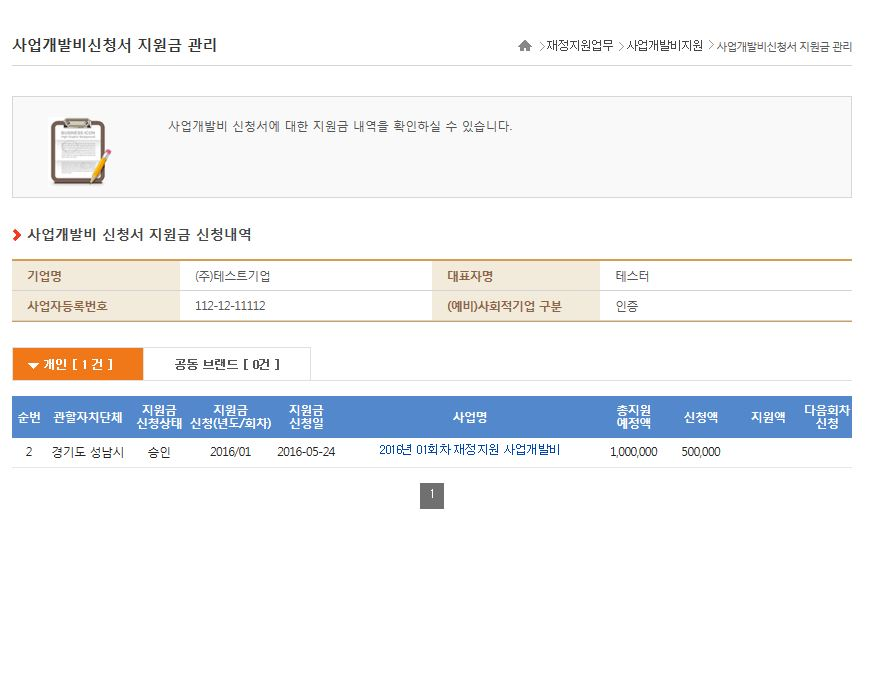 사업개발비신청서 지원금 관리
재정지원업무 > 사업개발비지원 > 사업개발비신청서 지원금 관리
BUSINESS ICON
사업개발비 신청서에 대한 지원금 내역을 확인하실 수 있습니다.
사업개발비 신청서 지원금 신청내역
기업명 (주)테스트기업 대표자명 테스터
사업자등록번호 112-12-11112 (예비)사회적기업 구분 인증
개인 [ 1 건 ] 공동 브랜드 [ 0건 ]
순번 관할자치단체 지원금 신청상태 지원금 신청(년도/회차) 지원금 신청일 사업명 총지원 예정액 신청액 지원액 다음회차 신청
2 경기도 성남시 승인 2016/01 2016-05-24 2016년 01회차 재정지원 사업개발비 1,000,000 500,000
1